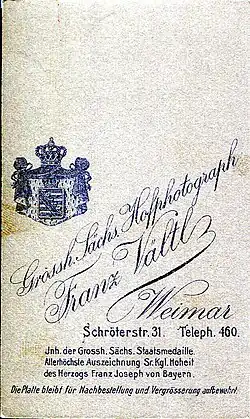 Grossh. Sächs. Hofphotograph
Franz Vältl
Weimar
Schröterstr. 31. Teleph. 460.
Jnh. der Grossh. Sächs. Staatsmedaille.
Allerhöchste Auszeichnung Sr. Kgl. Hoheit
des Herzogs Franz Joseph von Bayern.
Die Platte bleibt für Nachbestellung und Vergrösserung aufbewahrt.